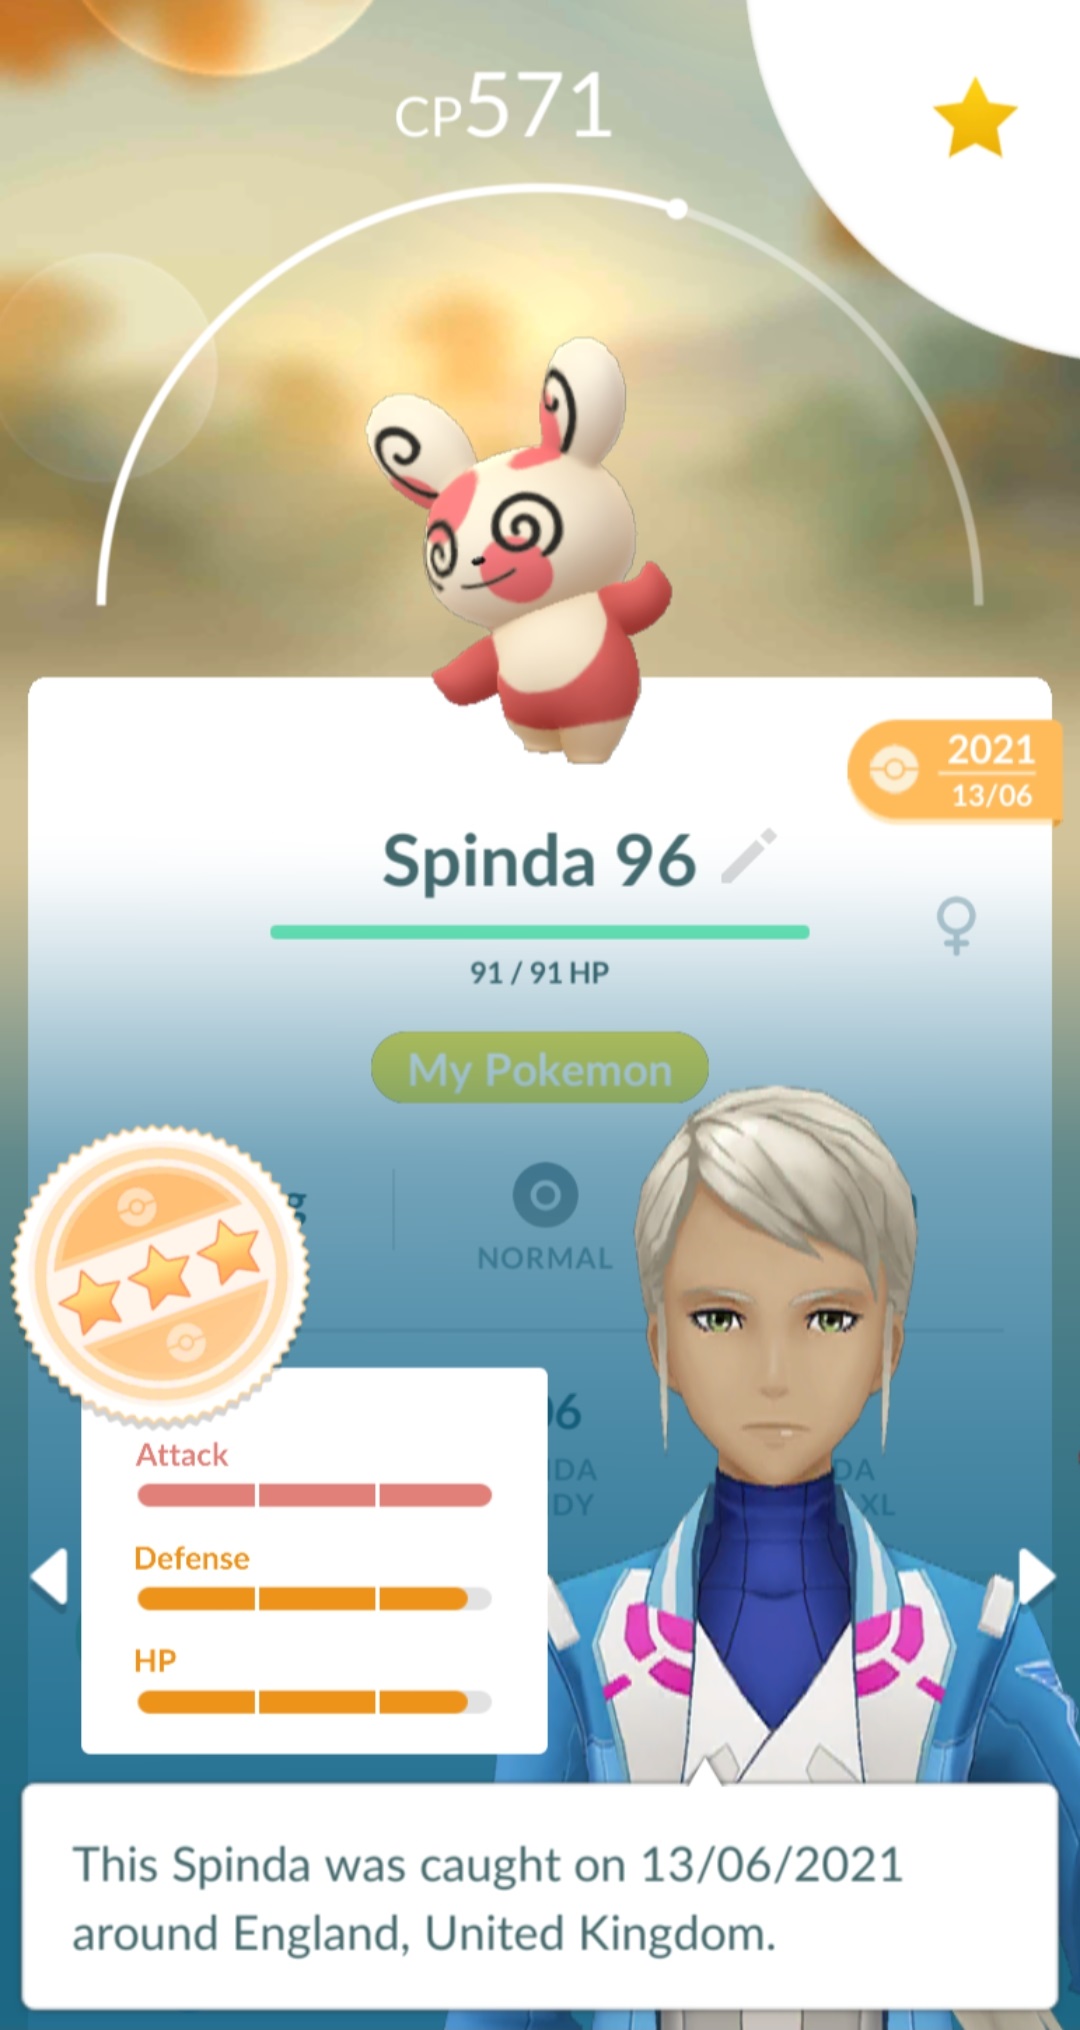 CP571
2021
13/06
Spinda 96
91 / 91 HP
My Pokemon
NORMAL
Attack
Defense
HP
XL
This Spinda was caught on 13/06/2021
around England, United Kingdom.